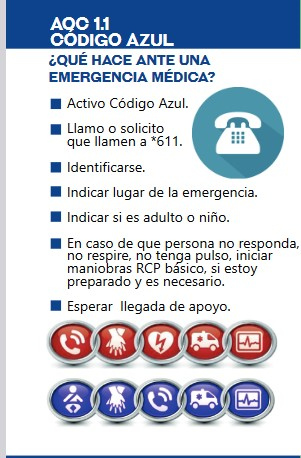 AQC 1.1
CÓDIGO AZUL
¿QUÉ HACE ANTE UNA
EMERGENCIA MÉDICA?
Activo Código Azul.
Llamo o solicito
que llamen a *611.
Identificarse.
Indicar lugar de la emergencia.
Indicar si es adulto o niño.
En caso de que persona no responda,
no respire, no tenga pulso, iniciar
maniobras RCP básico, si estoy
preparado y es necesario.
Esperar llegada de apoyo.